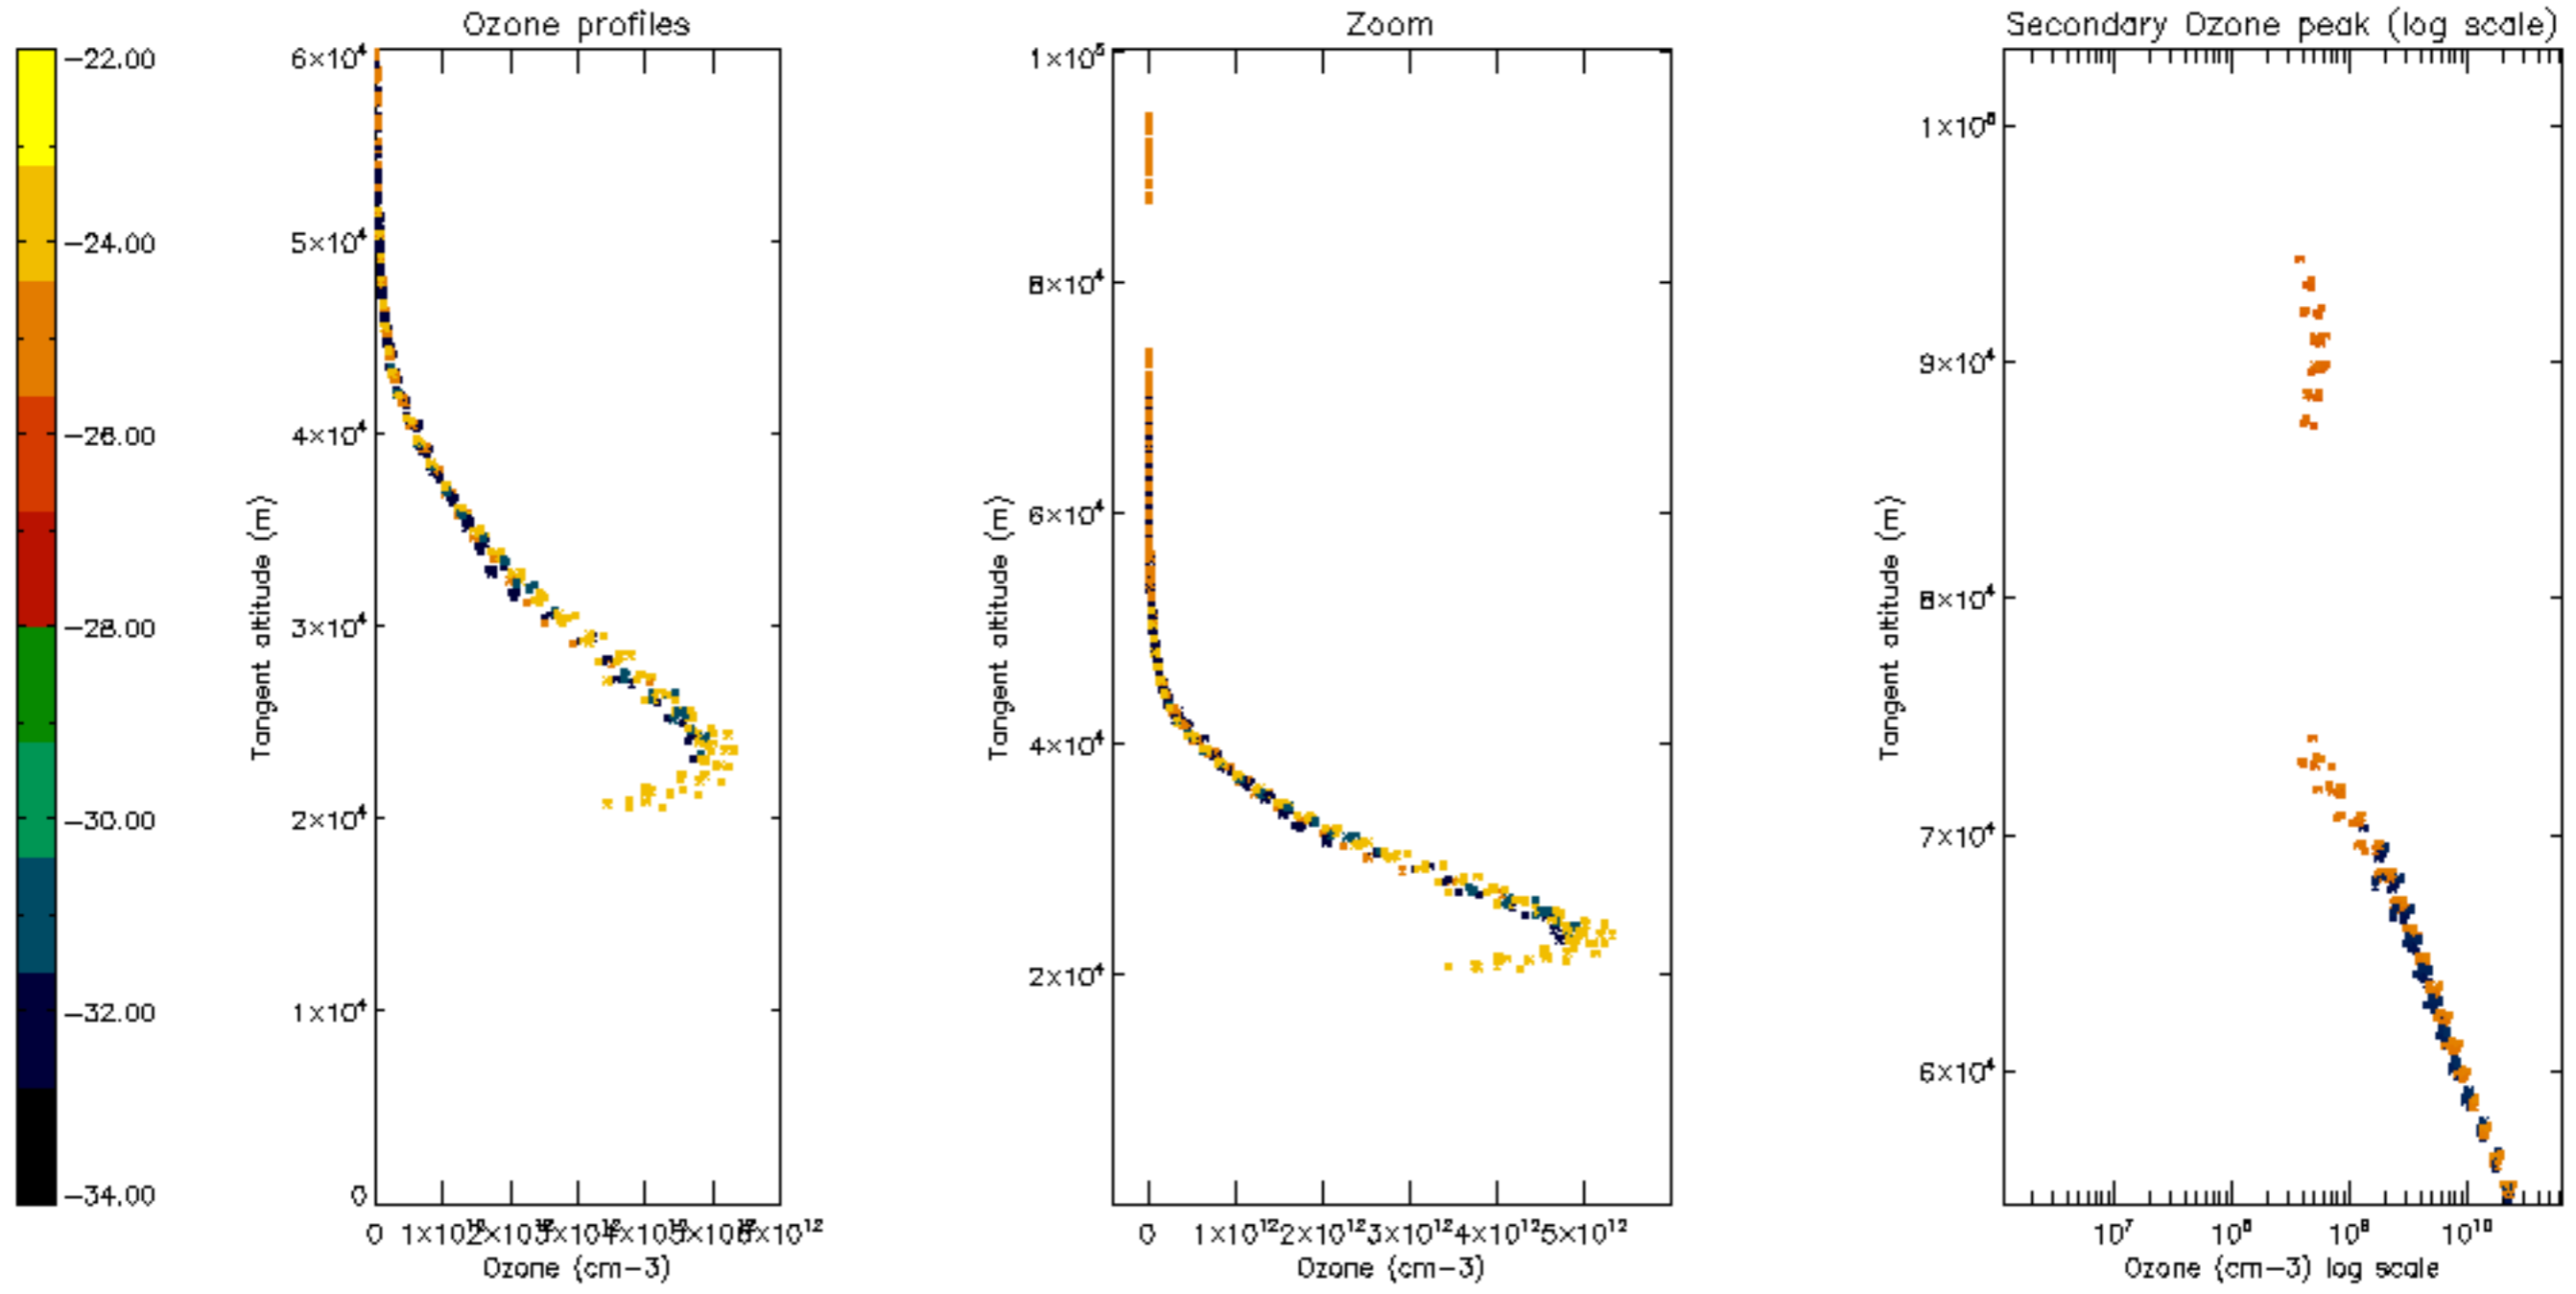 Ozone profiles
Zoom
Secondary Ozone peak (log scale)
−22.00
−24.00
−26.00
−28.00
−30.00
−32.00
−34.00
6×10⁴
5×10⁴
4×10⁴
3×10⁴
2×10⁴
1×10⁴
0
Tangent altitude (m)
0
6×10¹²
Ozone (cm−3)
1×10⁵
8×10⁴
6×10⁴
4×10⁴
2×10⁴
Tangent altitude (m)
0 1×10¹² 2×10¹² 3×10¹² 4×10¹² 5×10¹²
Ozone (cm−3)
1×10⁵
9×10⁴
8×10⁴
7×10⁴
6×10⁴
Tangent altitude (m)
10⁷ 10⁸ 10⁹ 10¹⁰
Ozone (cm−3) log scale